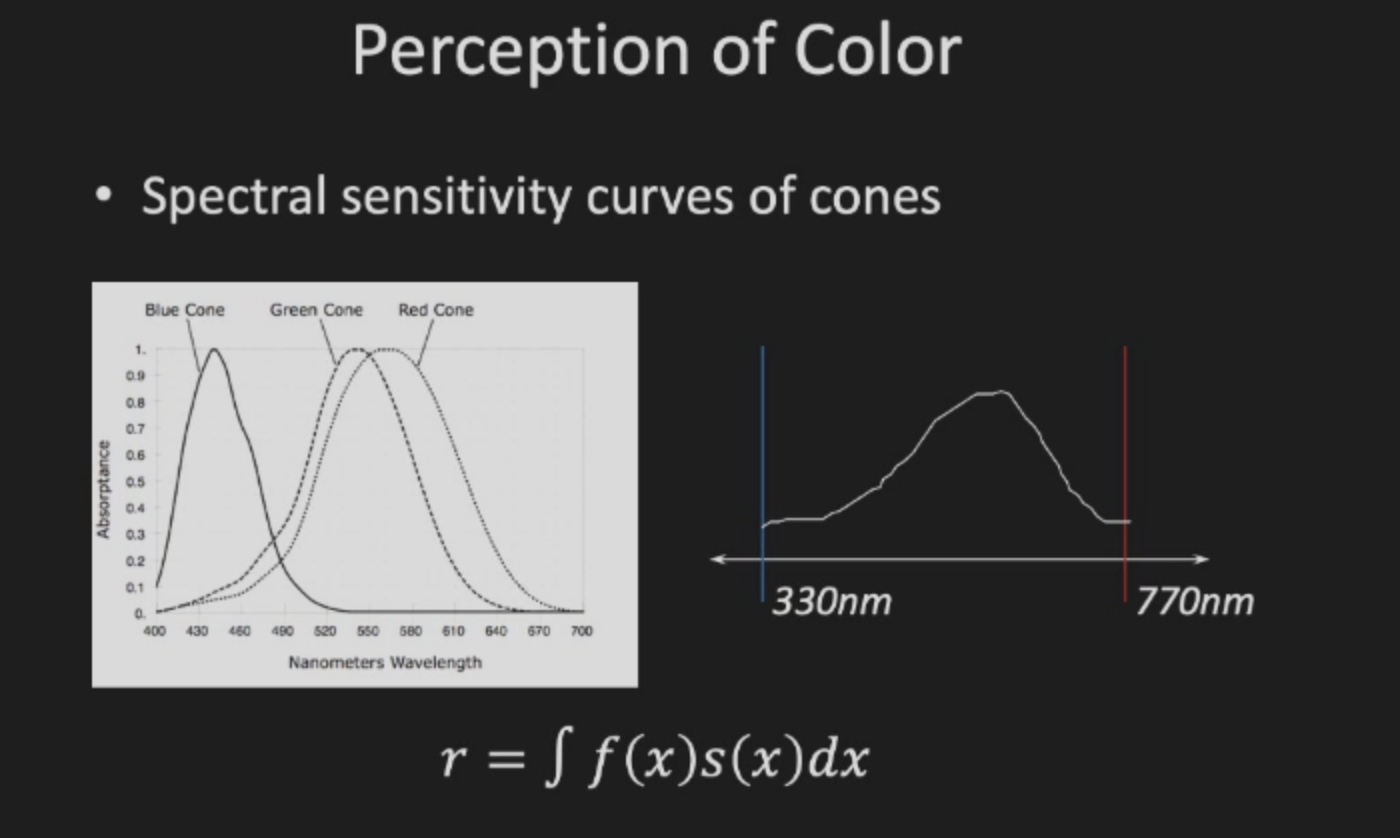 Perception of Color
• Spectral sensitivity curves of cones
Blue Cone Green Cone Red Cone
1.
0.9
0.8
0.7
0.6
0.5
0.4
0.3
0.2
0.1
0.
Absorptance
400 430 460 490 520 550 580 610 640 670 700
Nanometers Wavelength
330nm 770nm
r = ∫ f(x)s(x)dx